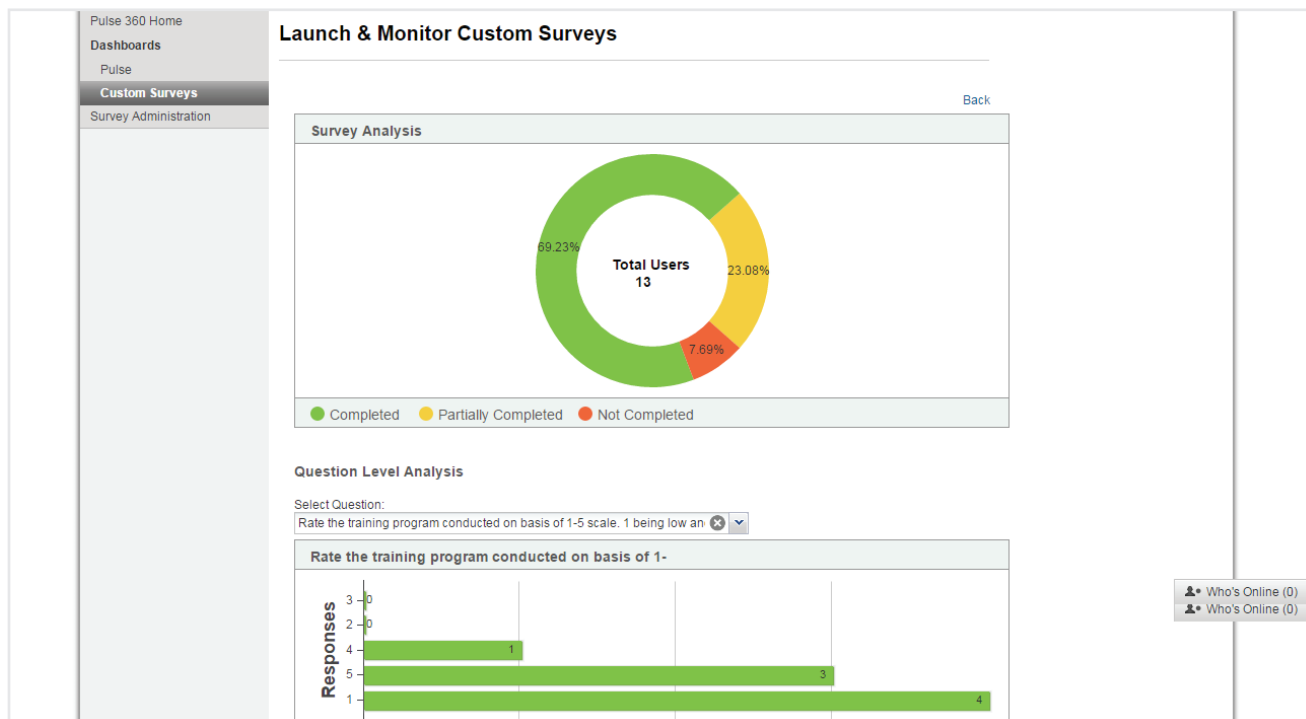 Pulse 360 Home
Dashboards
Pulse
Custom Surveys
Survey Administration
Launch & Monitor Custom Surveys
Back
Survey Analysis
69.23%
Total Users
13
23.08%
7.69%
Completed Partially Completed Not Completed
Question Level Analysis
Select Question:
Rate the training program conducted on basis of 1-5 scale. 1 being low an
Rate the training program conducted on basis of 1-
Responses
3 0
2 0
4 1
5 3
1 4
Who's Online (0)
Who's Online (0)